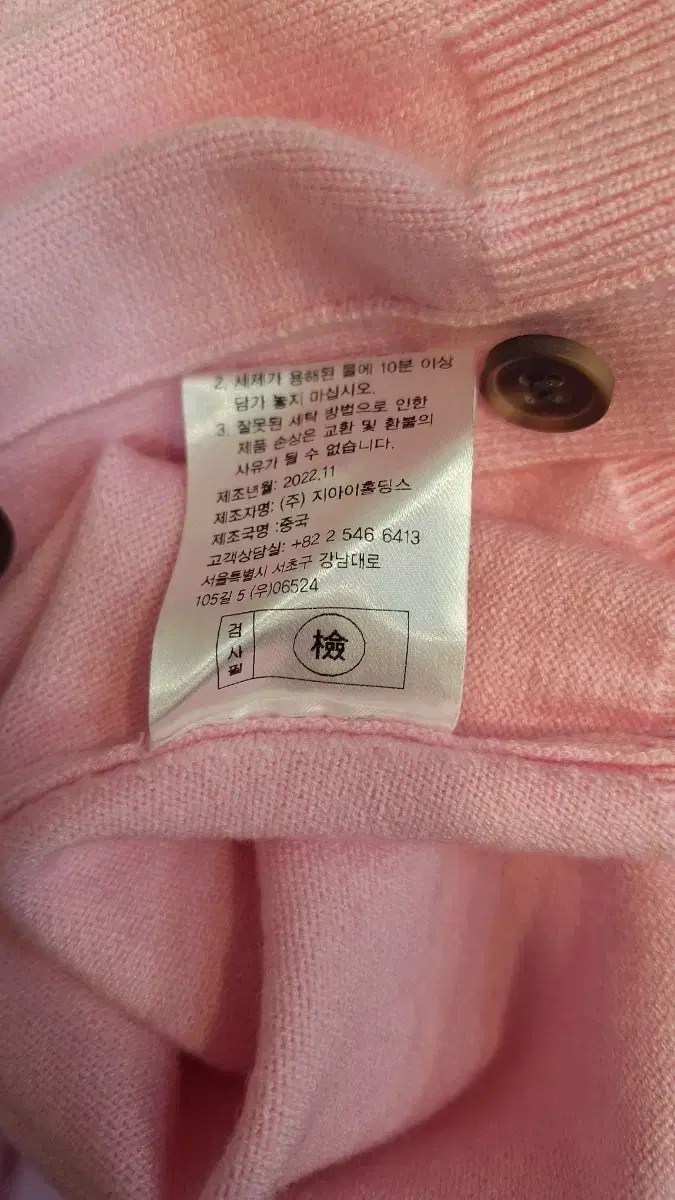 2. 세제가 용해된 물에 10분 이상
담가 놓지 마십시오.
3. 잘못된 세탁 방법으로 인한
제품 손상은 교환 및 환불의
사유가 될 수 없습니다.
제조년월: 2022.11
제조자명: (주) 지아이홀딩스
제조국명 :중국
고객상담실: +82 2 546 6413
서울특별시 서초구 강남대로
105길 5 (우)06524
검사필
檢